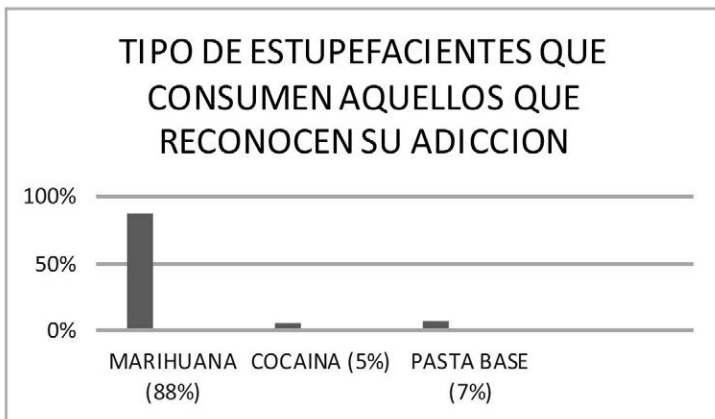 TIPO DE ESTUPEFACIENTES QUE
CONSUMEN AQUELLOS QUE
RECONOCEN SU ADICCION
100%
50%
0%
MARIHUANA COCAINA (5%) PASTA BASE
(88%) (7%)